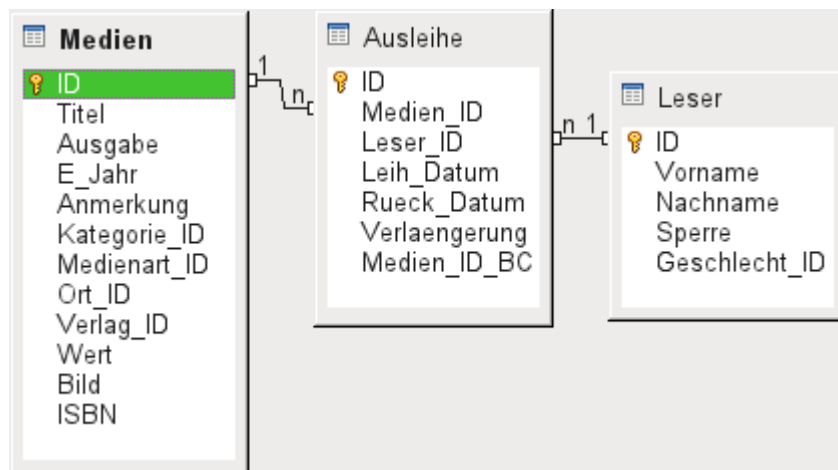 Medien
ID
Titel
Ausgabe
E_Jahr
Anmerkung
Kategorie_ID
Medienart_ID
Ort_ID
Verlag_ID
Wert
Bild
ISBN
1
n
Ausleihe
ID
Medien_ID
Leser_ID
Leih_Datum
Rueck_Datum
Verlaengerung
Medien_ID_BC
n 1
Leser
ID
Vorname
Nachname
Sperre
Geschlecht_ID